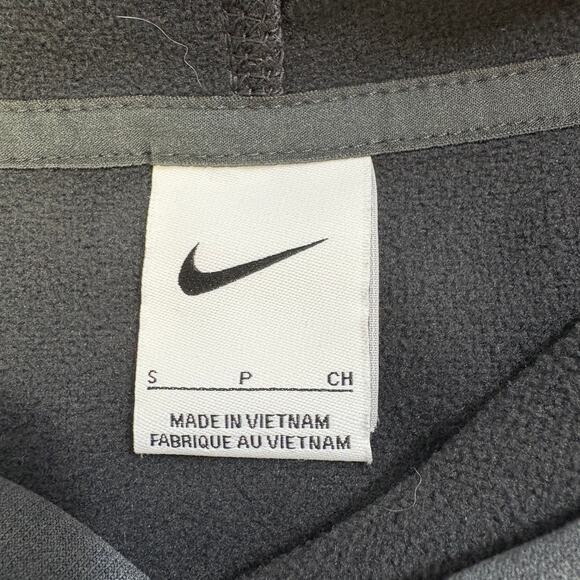 S P CH
MADE IN VIETNAM
FABRIQUE AU VIETNAM